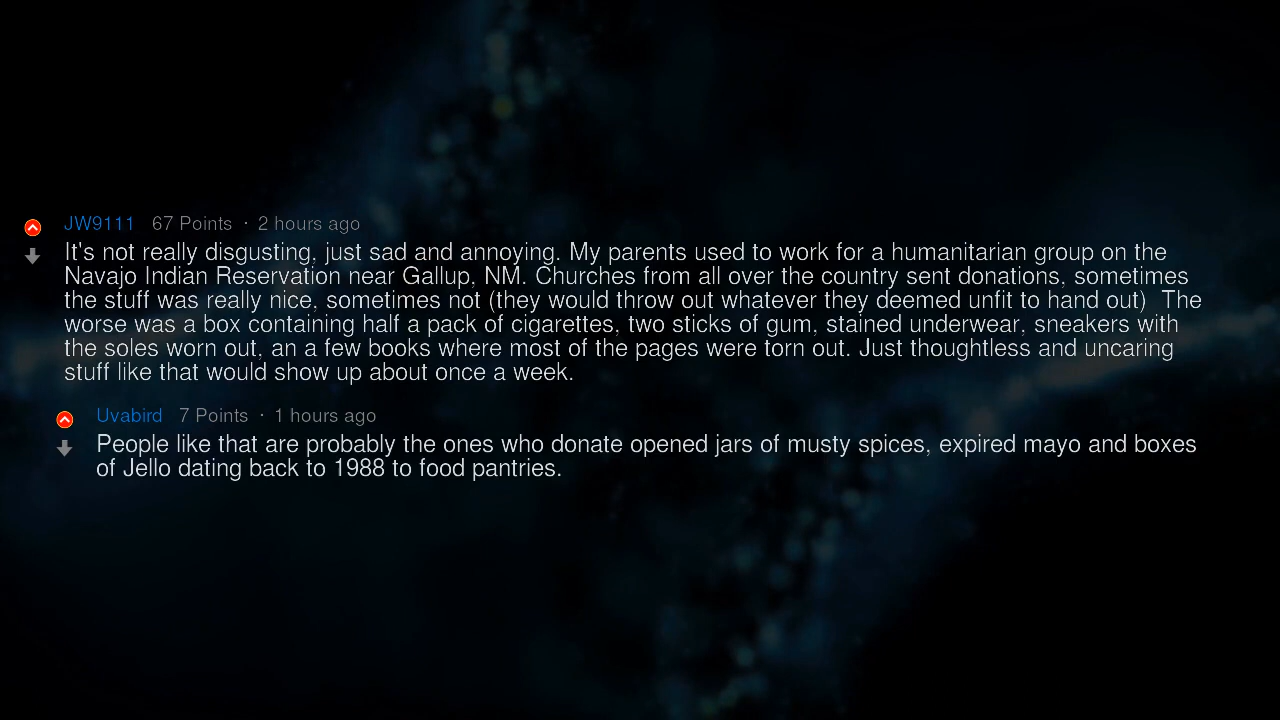 JW9111 67 Points · 2 hours ago
It's not really disgusting, just sad and annoying. My parents used to work for a humanitarian group on the
Navajo Indian Reservation near Gallup, NM. Churches from all over the country sent donations, sometimes
the stuff was really nice, sometimes not (they would throw out whatever they deemed unfit to hand out)  The
worse was a box containing half a pack of cigarettes, two sticks of gum, stained underwear, sneakers with
the soles worn out, an a few books where most of the pages were torn out. Just thoughtless and uncaring
stuff like that would show up about once a week.
Uvabird 7 Points · 1 hours ago
People like that are probably the ones who donate opened jars of musty spices, expired mayo and boxes
of Jello dating back to 1988 to food pantries.